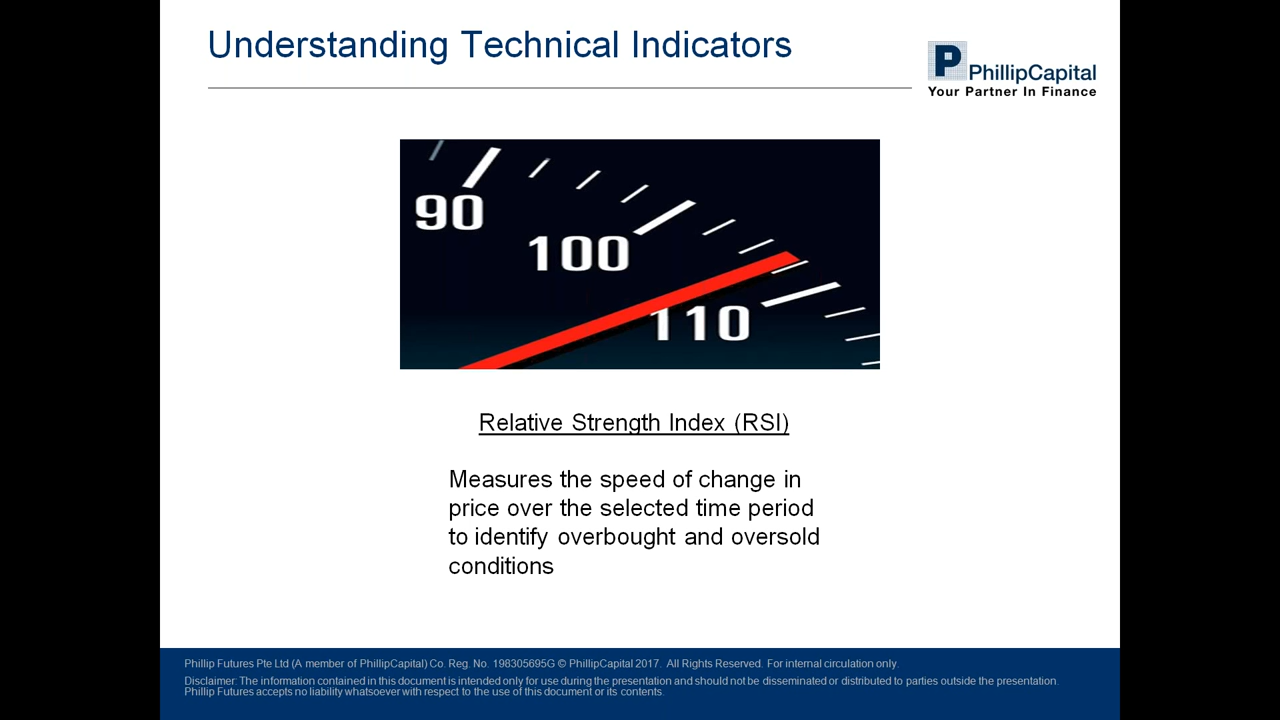 Understanding Technical Indicators
P PhillipCapital
Your Partner In Finance
90
100
110
Relative Strength Index (RSI)
Measures the speed of change in
price over the selected time period
to identify overbought and oversold
conditions
Phillip Futures Pte Ltd (A member of PhillipCapital) Co. Reg. No. 198305695G © PhillipCapital 2017. All Rights Reserved. For internal circulation only.
Disclaimer: The information contained in this document is intended only for use during the presentation and should not be disseminated or distributed to parties outside the presentation.
Phillip Futures accepts no liability whatsoever with respect to the use of this document or its contents.